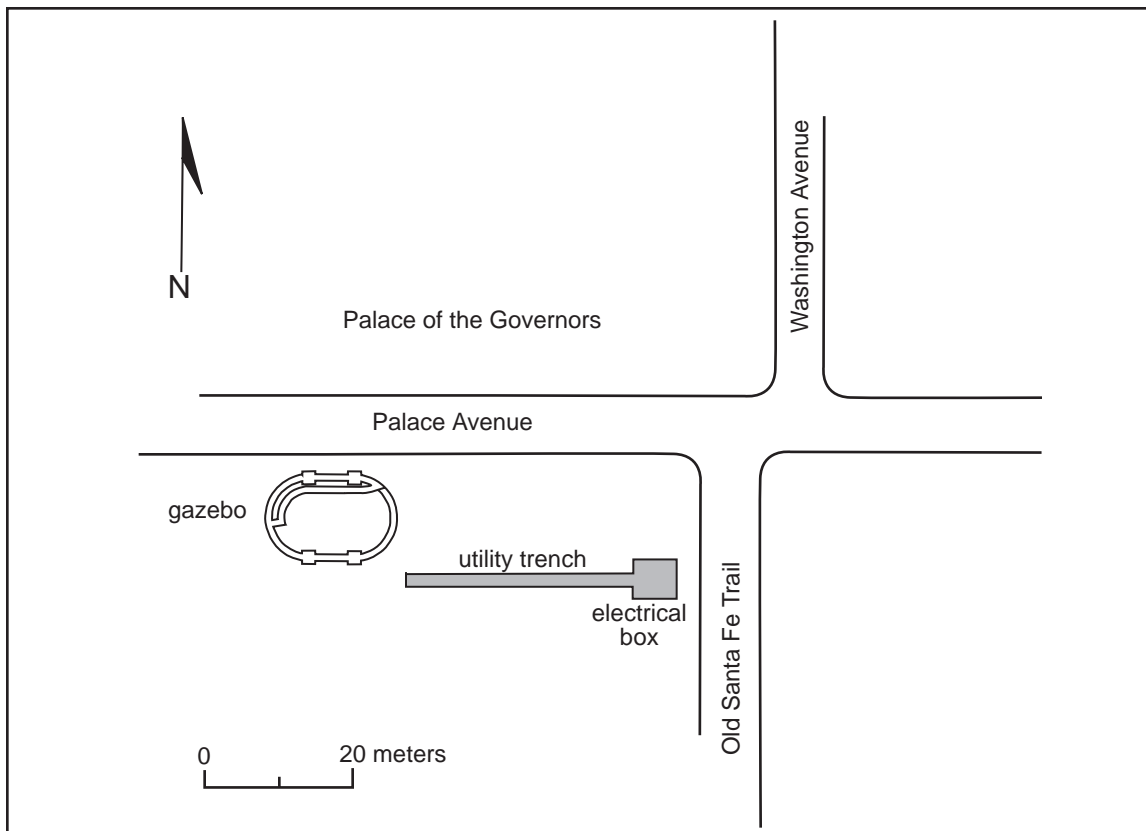 Washington Avenue
N
Palace of the Governors
Palace Avenue
gazebo
utility trench
electrical
box
Old Santa Fe Trail
0
20 meters